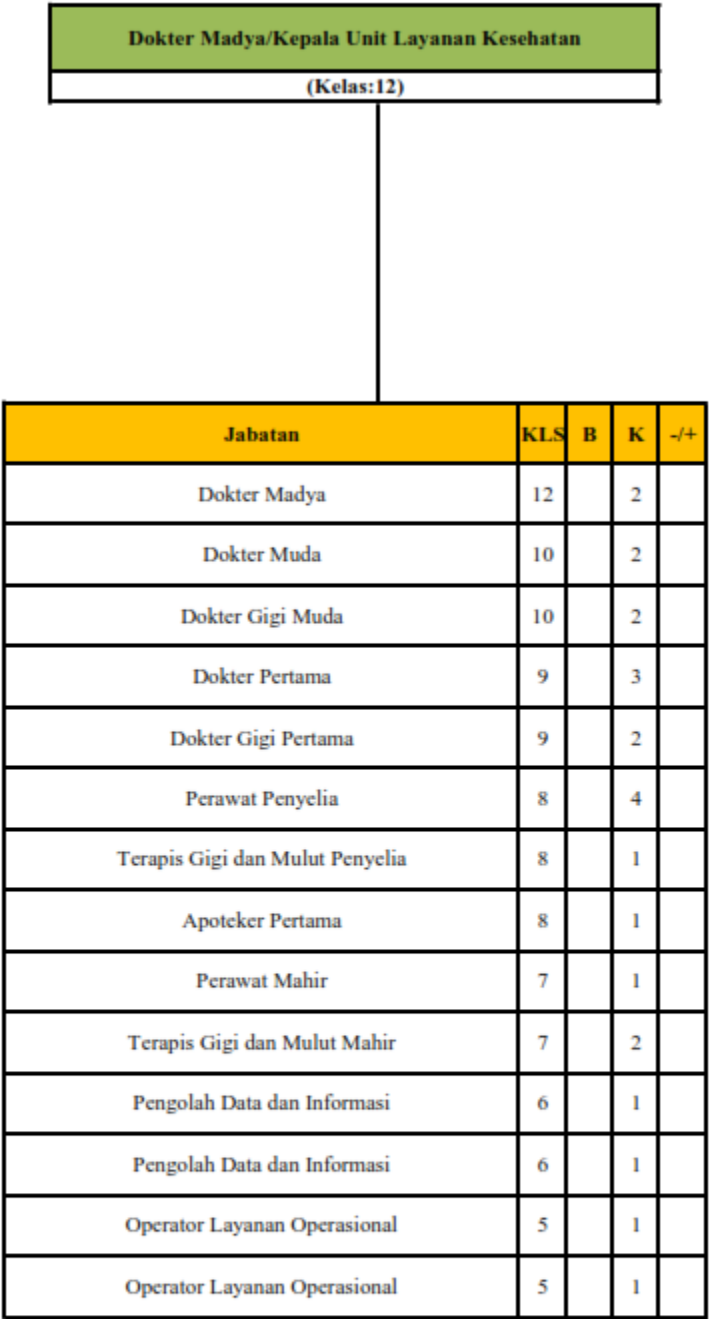 Dokter Madya/Kepala Unit Layanan Kesehatan
(Kelas:12)
Jabatan KLS B K -/+
Dokter Madya 12 2
Dokter Muda 10 2
Dokter Gigi Muda 10 2
Dokter Pertama 9 3
Dokter Gigi Pertama 9 2
Perawat Penyelia 8 4
Terapis Gigi dan Mulut Penyelia 8 1
Apoteker Pertama 8 1
Perawat Mahir 7 1
Terapis Gigi dan Mulut Mahir 7 2
Pengolah Data dan Informasi 6 1
Pengolah Data dan Informasi 6 1
Operator Layanan Operasional 5 1
Operator Layanan Operasional 5 1